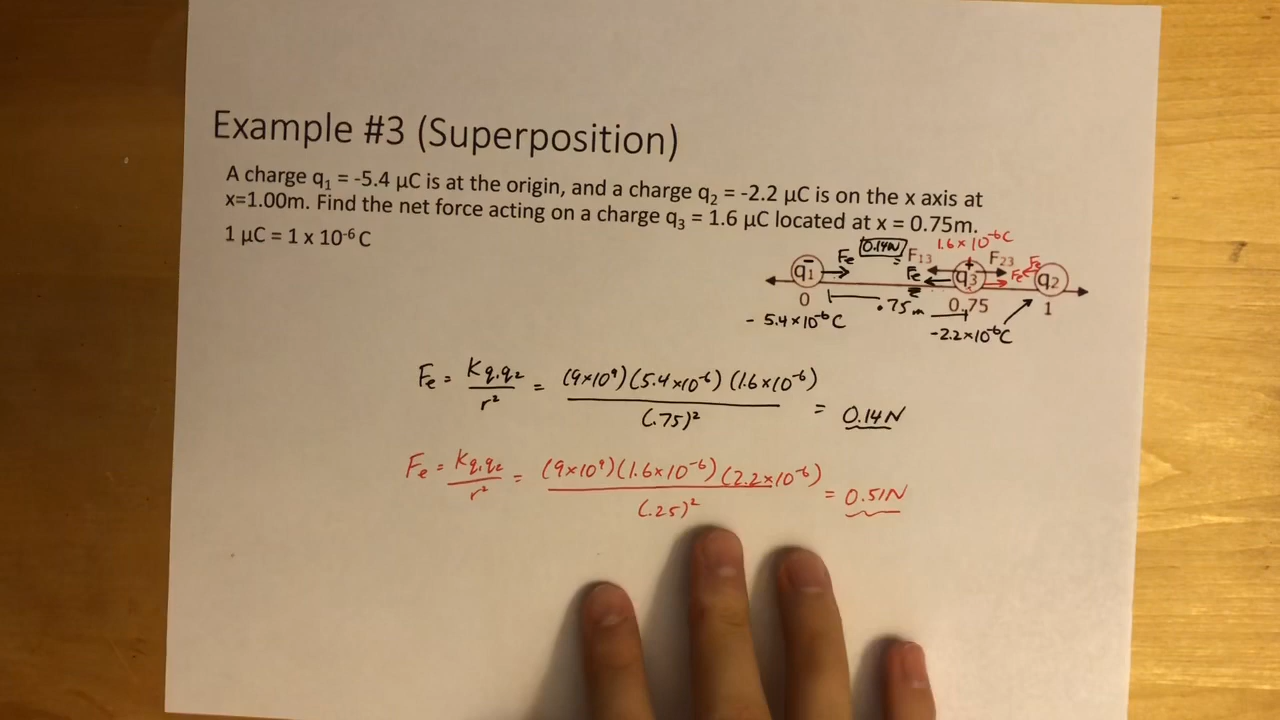 Example #3 (Superposition)
A charge q₁ = -5.4 μC is at the origin, and a charge q₂ = -2.2 μC is on the x axis at
x=1.00m. Find the net force acting on a charge q₃ = 1.6 μC located at x = 0.75m.
1 μC = 1 x 10⁻⁶ C
0.14N 1.6×10⁻⁶C
Fe F₁₃ + F₂₃ Fe
− q₁ Fe q₃ Fe q₂
0 .75m 0.75 1
- 5.4×10⁻⁶C -2.2×10⁻⁶C
Fe = Kq₁q₂/r² = (9×10⁹)(5.4×10⁻⁶)(1.6×10⁻⁶)/(.75)² = 0.14N
Fe = Kq₁q₂/r² = (9×10⁹)(1.6×10⁻⁶)(2.2×10⁻⁶)/(.25)² = 0.51N